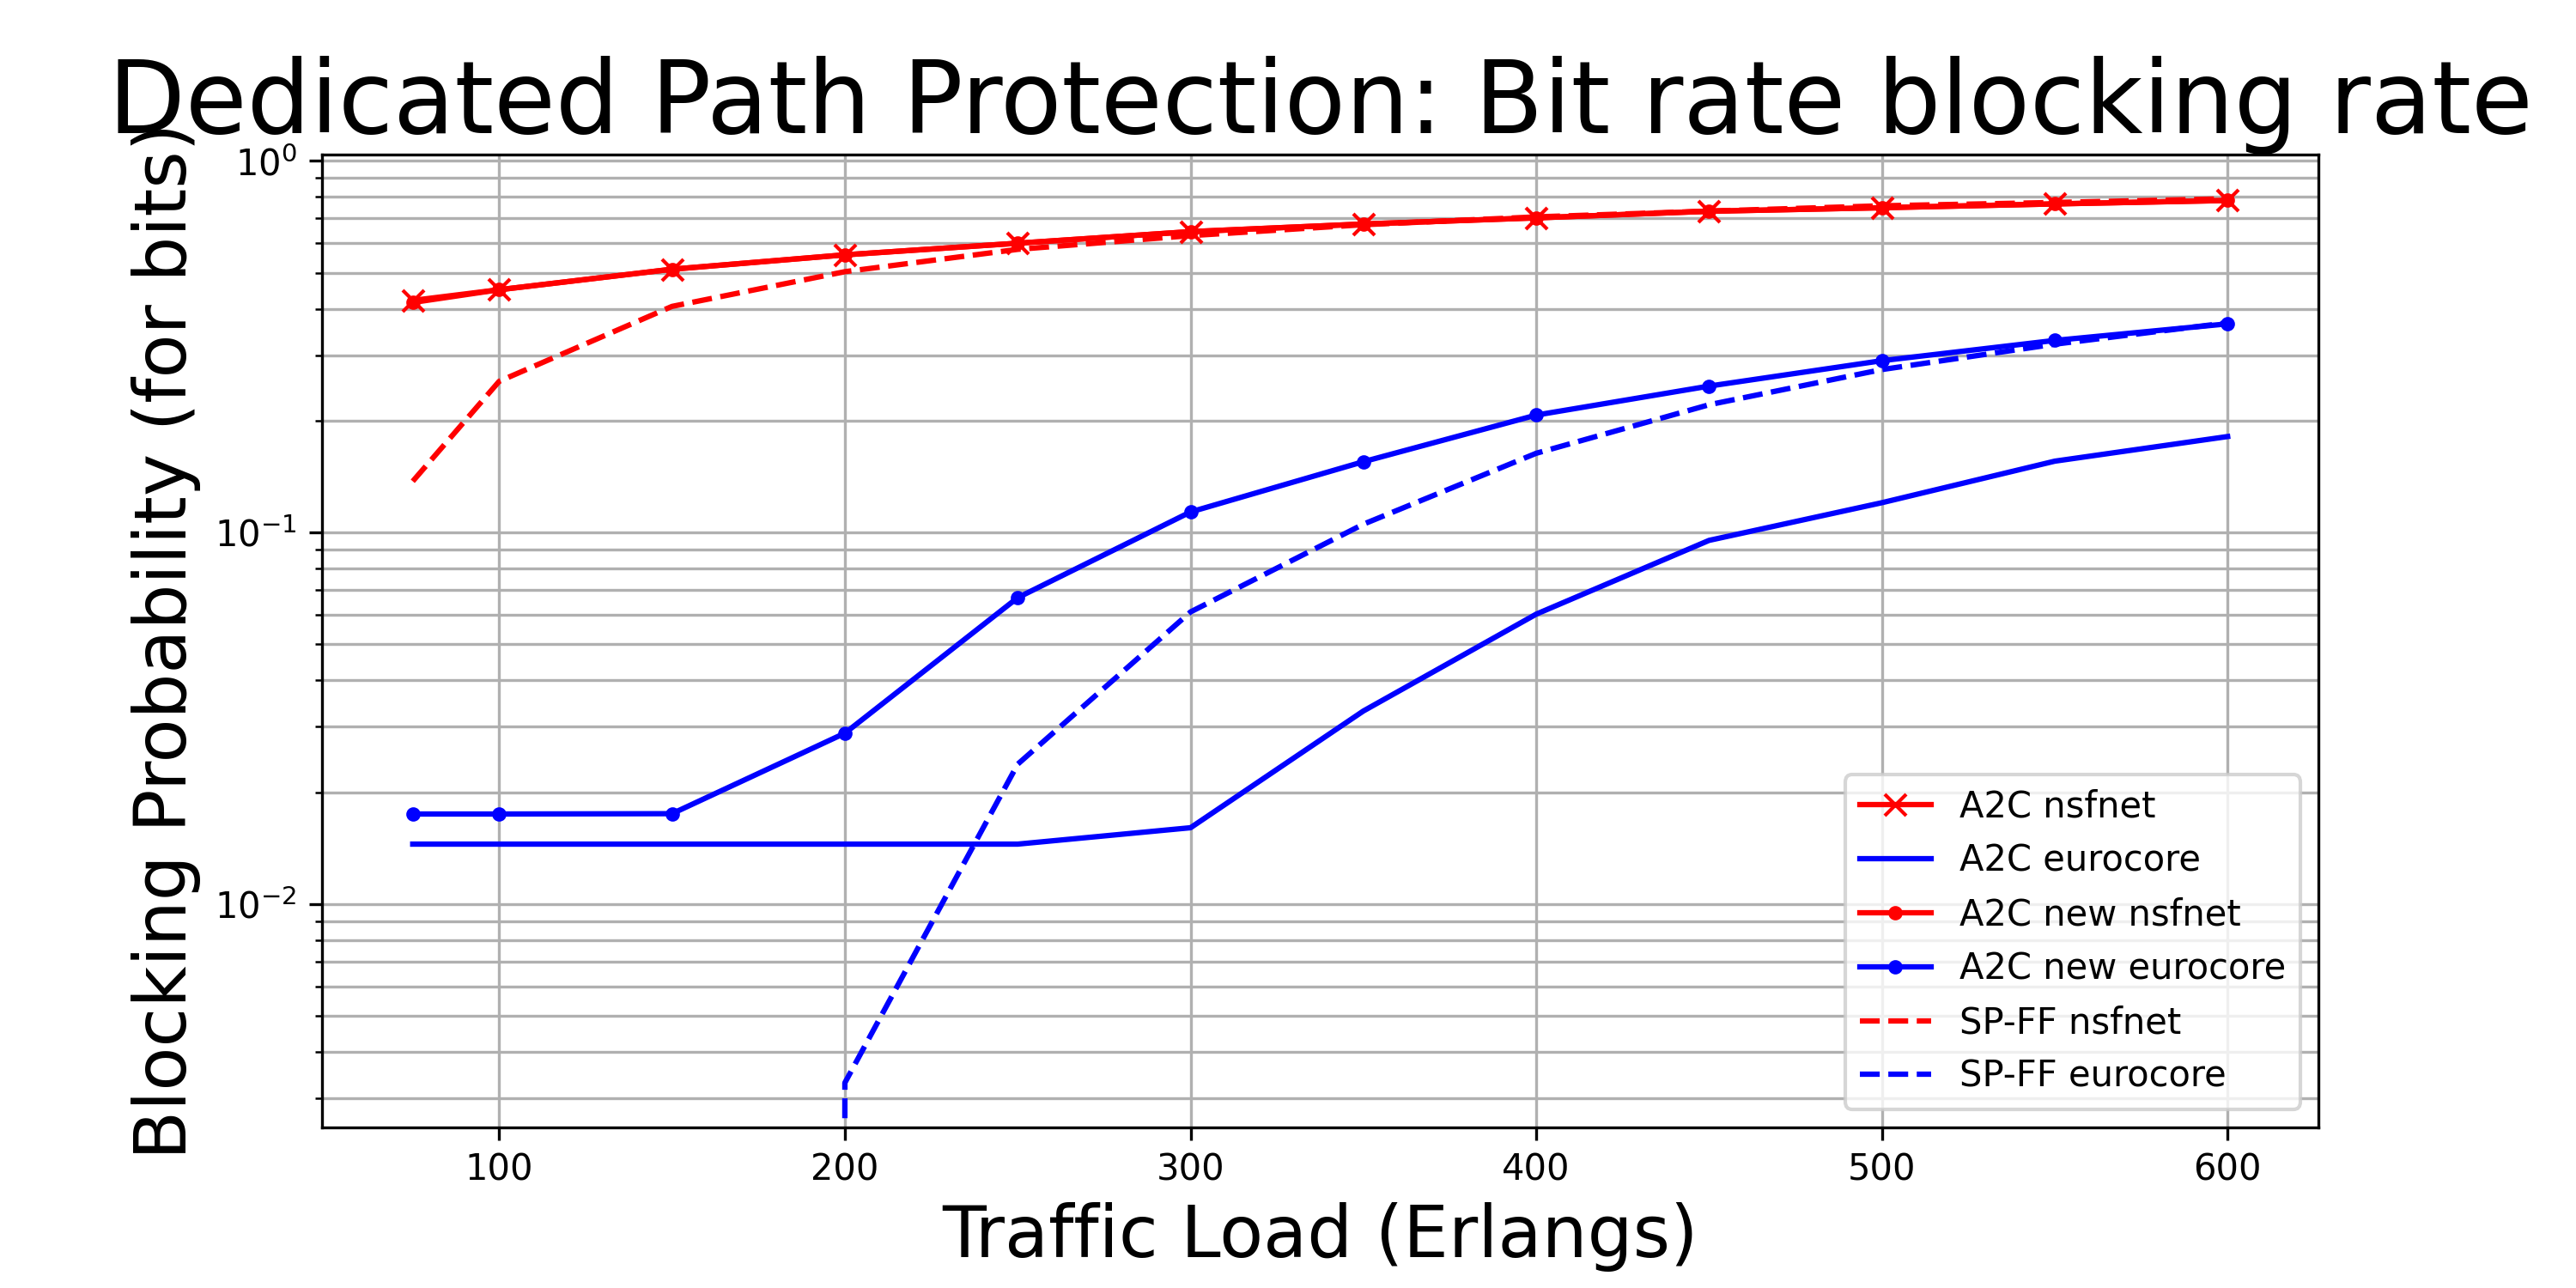 Dedicated Path Protection: Bit rate blocking rate
Blocking Probability (for bits)
10⁰
10⁻¹
10⁻²
100 200 300 400 500 600
Traffic Load (Erlangs)
A2C nsfnet
A2C eurocore
A2C new nsfnet
A2C new eurocore
SP-FF nsfnet
SP-FF eurocore